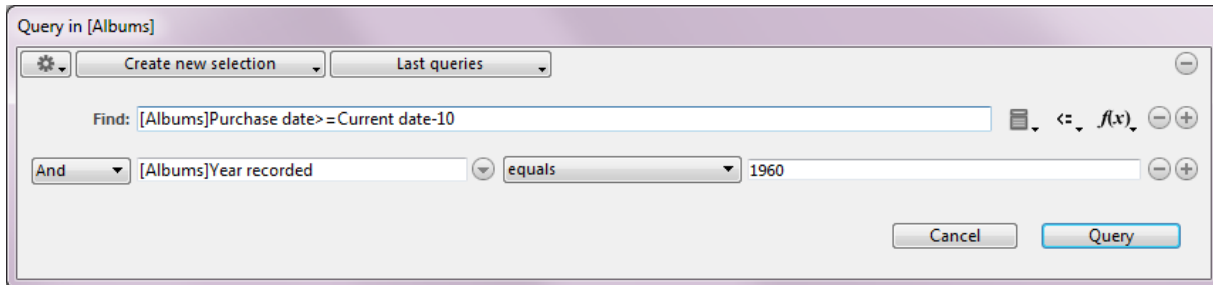 Query in [Albums]
Create new selection Last queries
Find: [Albums]Purchase date>=Current date-10 <= f(x)
And [Albums]Year recorded equals 1960
Cancel Query